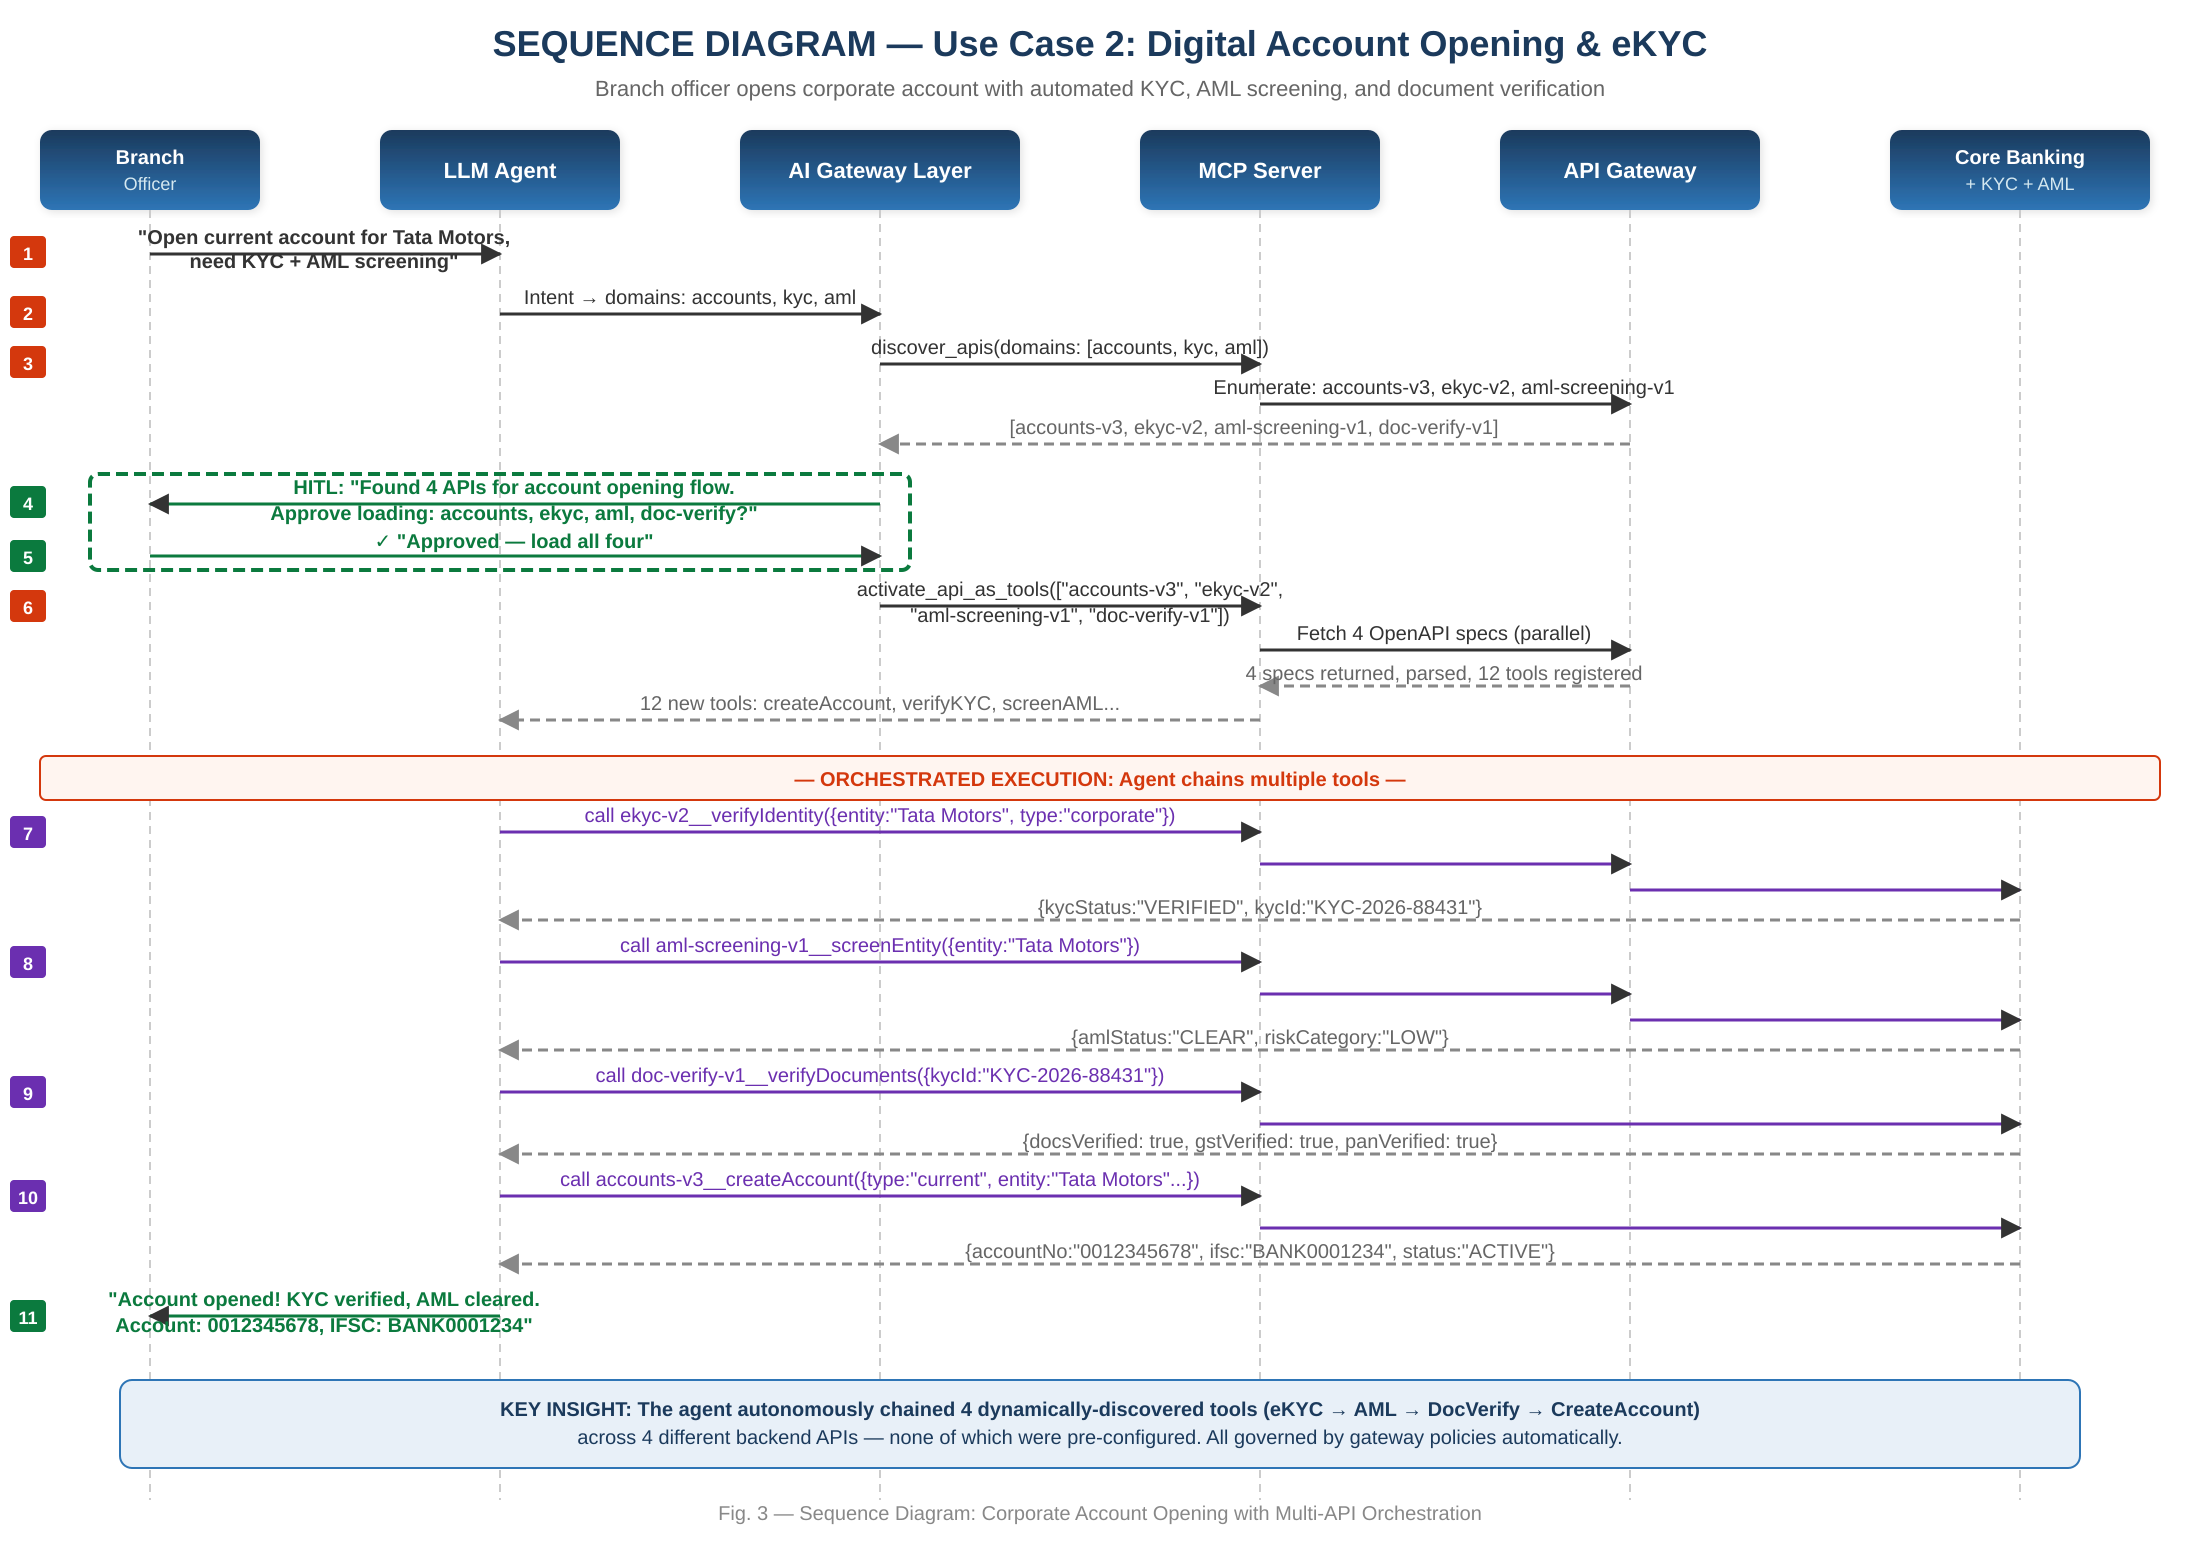 SEQUENCE DIAGRAM — Use Case 2: Digital Account Opening & eKYC
Branch officer opens corporate account with automated KYC, AML screening, and document verification
Branch
Officer
LLM Agent
AI Gateway Layer
MCP Server
API Gateway
Core Banking
+ KYC + AML
1
"Open current account for Tata Motors,
need KYC + AML screening"
2
Intent → domains: accounts, kyc, aml
3
discover_apis(domains: [accounts, kyc, aml])
Enumerate: accounts-v3, ekyc-v2, aml-screening-v1
[accounts-v3, ekyc-v2, aml-screening-v1, doc-verify-v1]
4
HITL: "Found 4 APIs for account opening flow.
Approve loading: accounts, ekyc, aml, doc-verify?"
5
✓ "Approved — load all four"
6
activate_api_as_tools(["accounts-v3", "ekyc-v2",
"aml-screening-v1", "doc-verify-v1"])
Fetch 4 OpenAPI specs (parallel)
4 specs returned, parsed, 12 tools registered
12 new tools: createAccount, verifyKYC, screenAML...
— ORCHESTRATED EXECUTION: Agent chains multiple tools —
7
call ekyc-v2__verifyIdentity({entity:"Tata Motors", type:"corporate"})
{kycStatus:"VERIFIED", kycId:"KYC-2026-88431"}
8
call aml-screening-v1__screenEntity({entity:"Tata Motors"})
{amlStatus:"CLEAR", riskCategory:"LOW"}
9
call doc-verify-v1__verifyDocuments({kycId:"KYC-2026-88431"})
{docsVerified: true, gstVerified: true, panVerified: true}
10
call accounts-v3__createAccount({type:"current", entity:"Tata Motors"...})
{accountNo:"0012345678", ifsc:"BANK0001234", status:"ACTIVE"}
11
"Account opened! KYC verified, AML cleared.
Account: 0012345678, IFSC: BANK0001234"
KEY INSIGHT: The agent autonomously chained 4 dynamically-discovered tools (eKYC → AML → DocVerify → CreateAccount)
across 4 different backend APIs — none of which were pre-configured. All governed by gateway policies automatically.
Fig. 3 — Sequence Diagram: Corporate Account Opening with Multi-API Orchestration